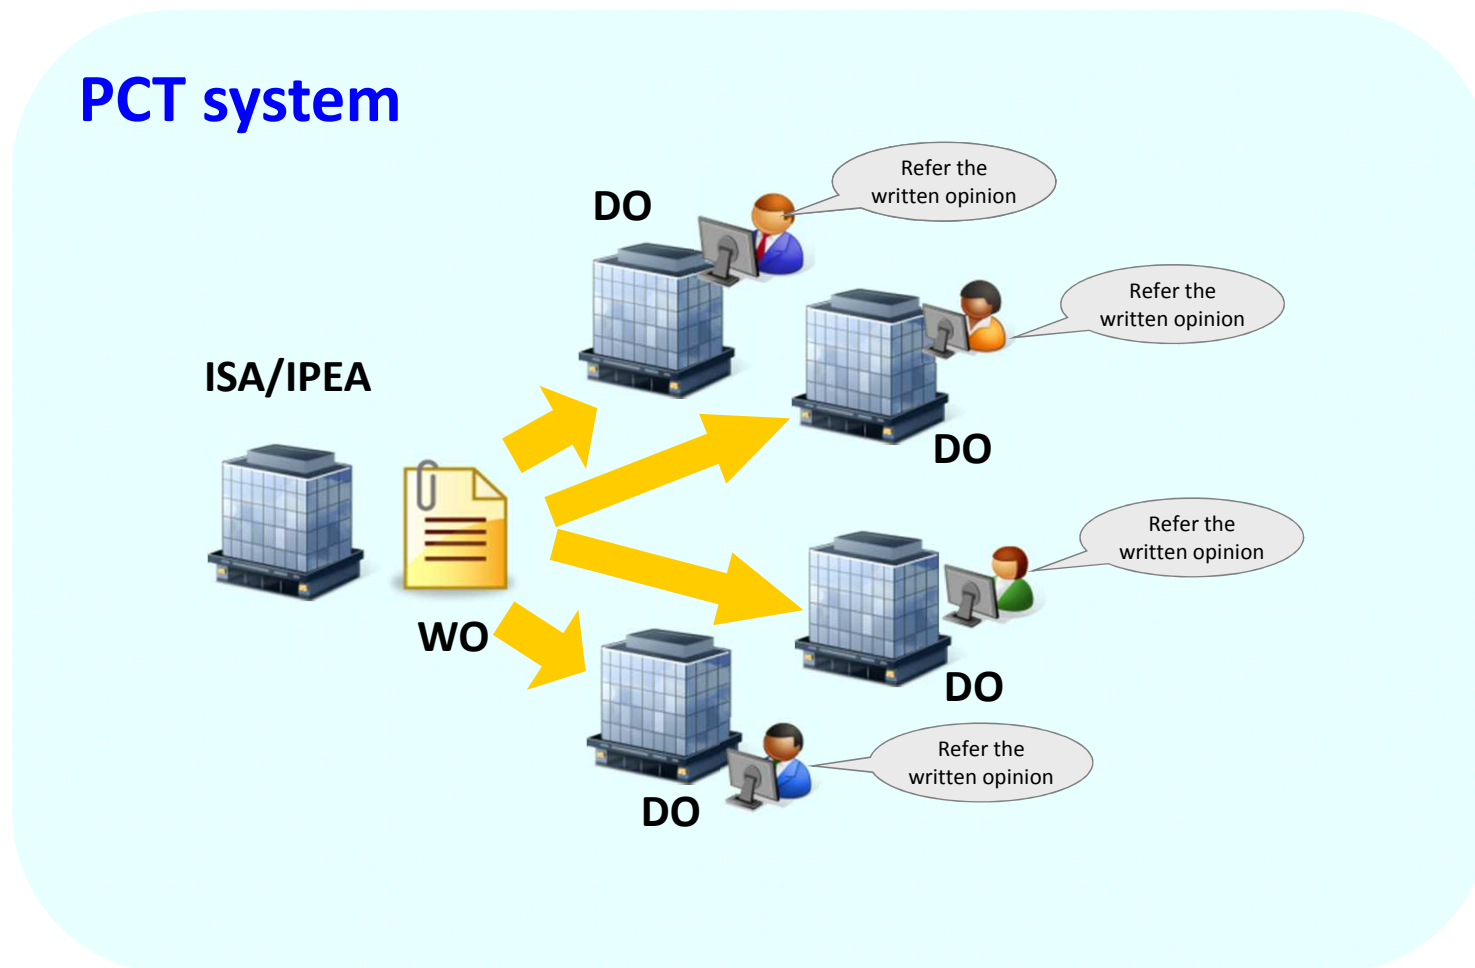 PCT system
Refer the
written opinion
DO
Refer the
written opinion
ISA/IPEA
DO
Refer the
written opinion
WO
DO
Refer the
written opinion
DO